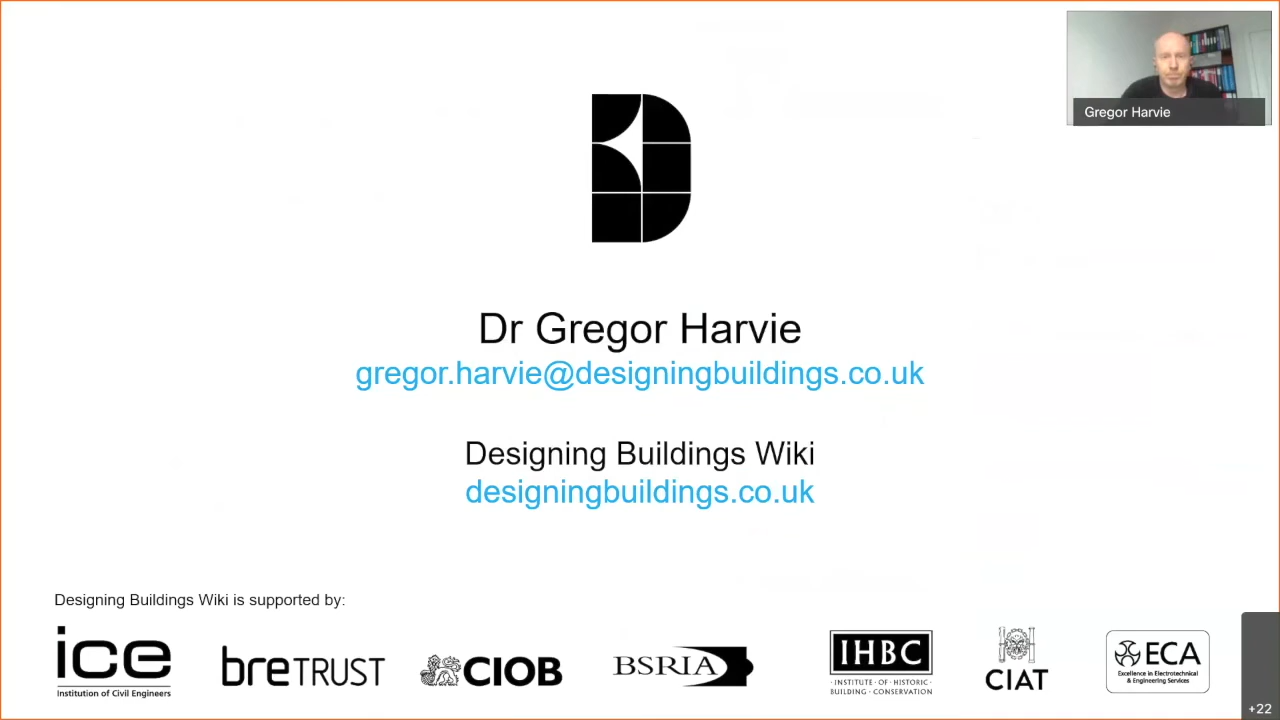 Gregor Harvie
Dr Gregor Harvie
gregor.harvie@designingbuildings.co.uk
Designing Buildings Wiki
designingbuildings.co.uk
Designing Buildings Wiki is supported by:
ice
Institution of Civil Engineers
breTRUST
CIOB
BSRIA
IHBC
· INSTITUTE · OF · HISTORIC ·
BUILDING · CONSERVATION
CIAT
ECA
Excellence in Electrotechnical
& Engineering Services
+22